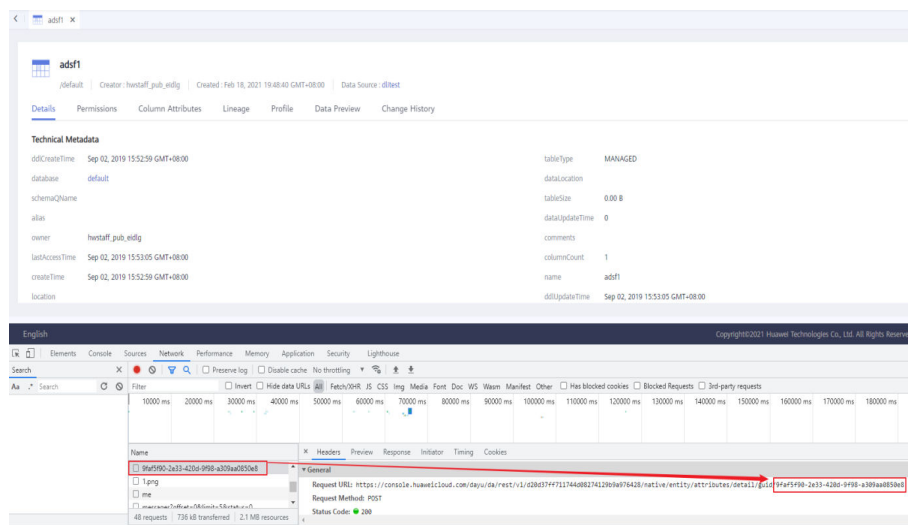 adsf1 ×
adsf1
/default Creator : hwstaff_pub_eidlg Created : Feb 18, 2021 19:48:40 GMT+08:00 Data Source : dlitest
Details Permissions Column Attributes Lineage Profile Data Preview Change History
Technical Metadata
ddlCreateTime Sep 02, 2019 15:52:59 GMT+08:00 tableType MANAGED
database default dataLocation
schemaQName tableSize 0.00 B
alias dataUpdateTime 0
owner hwstaff_pub_eidlg comments
lastAccessTime Sep 02, 2019 15:53:05 GMT+08:00 columnCount 1
createTime Sep 02, 2019 15:52:59 GMT+08:00 name adsf1
location ddlUpdateTime Sep 02, 2019 15:53:05 GMT+08:00
English Copyright©2021 Huawei Technologies Co., Ltd. All Rights Reserve
Elements Console Sources Network Performance Memory Application Security Lighthouse
Search × Preserve log Disable cache No throttling
Aa .* Search Filter Invert Hide data URLs All Fetch/XHR JS CSS Img Media Font Doc WS Wasm Manifest Other Has blocked cookies Blocked Requests 3rd-party requests
10000 ms 20000 ms 30000 ms 40000 ms 50000 ms 60000 ms 70000 ms 80000 ms 90000 ms 100000 ms 110000 ms 120000 ms 130000 ms 140000 ms 150000 ms 160000 ms 170000 ms 180000 ms
Name × Headers Preview Response Initiator Timing Cookies
9faf5f90-2e33-420d-9f98-a309aa0850e8 General
1.png Request URL: https://console.huaweicloud.com/dayu/da/rest/v1/d20d37ff711744d08274129b9a976428/native/entity/attributes/detail/guid/9faf5f90-2e33-420d-9f98-a309aa0850e8
me Request Method: POST
messages?offset=0&limit=5&status=0 Status Code: 200
48 requests 736 kB transferred 2.1 MB resources